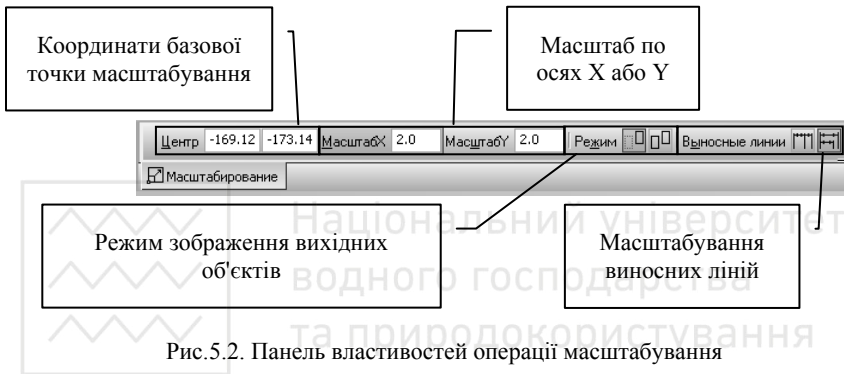 Координати базової
точки масштабування
Масштаб по
осях X або Y
Центр -169.12 -173.14 МасштабX 2.0 МасштабY 2.0 Режим Выносные линии
Масштабирование
Національний університет
водного господарства
та природокористування
Режим зображення вихідних
об'єктів
Масштабування
виносних ліній
Рис.5.2. Панель властивостей операції масштабування